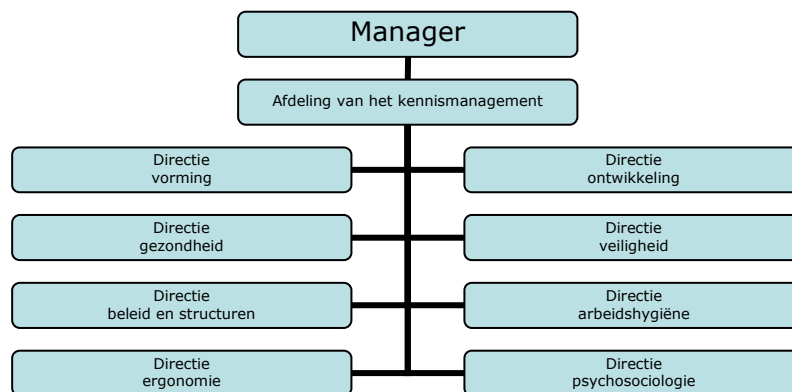 Manager
Afdeling van het kennismanagement
Directie
vorming
Directie
ontwikkeling
Directie
gezondheid
Directie
veiligheid
Directie
beleid en structuren
Directie
arbeidshygiëne
Directie
ergonomie
Directie
psychosociologie